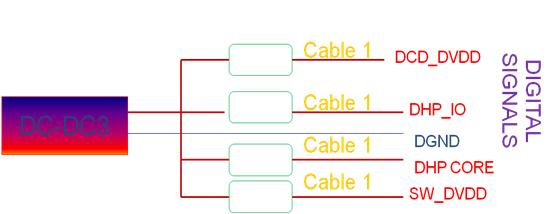 Cable 1
DCD_DVDD
Cable 1
DHP_IO
DC-DC3
Cable 1
DGND
DHP CORE
Cable 1
SW_DVDD
DIGITAL
SIGNALS